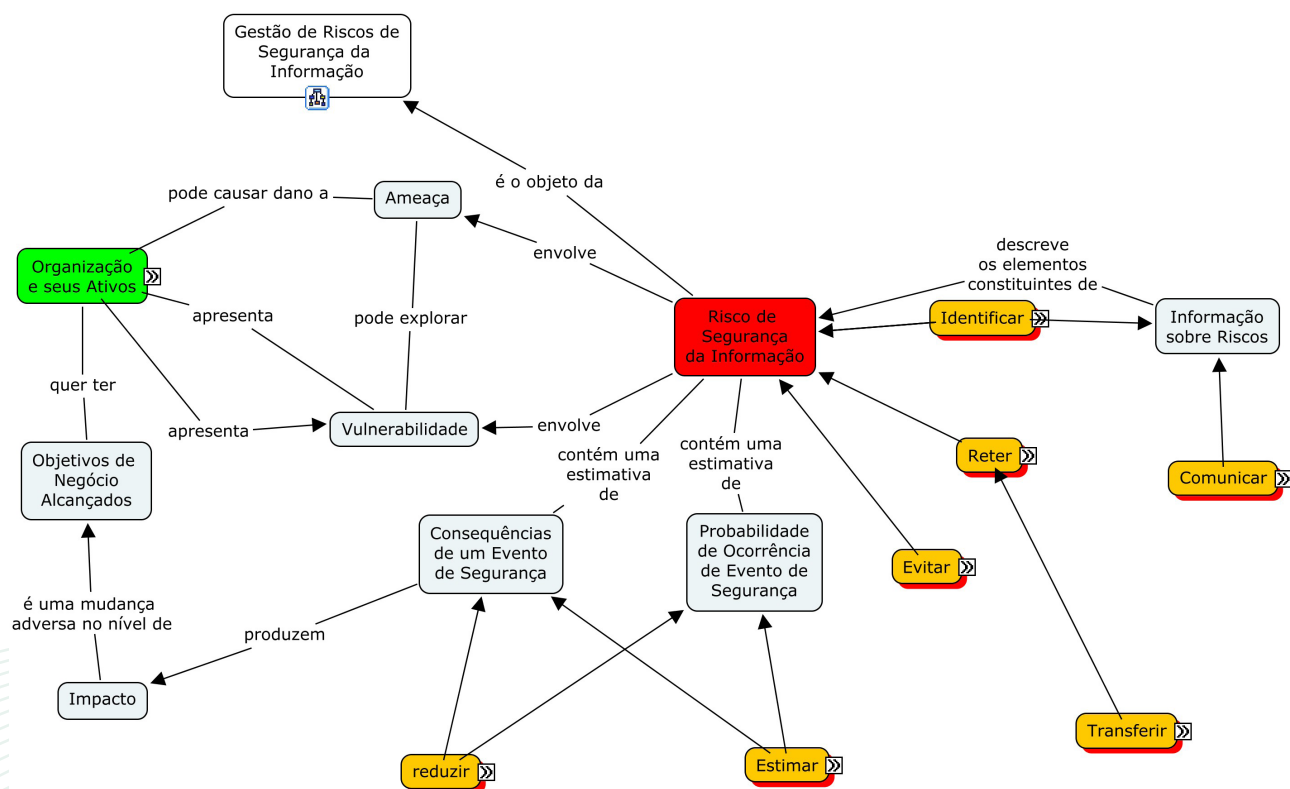 Gestão de Riscos de
Segurança da
Informação
é o objeto da
pode causar dano a
Ameaça
envolve
descreve
os elementos
constituintes de
Organização
e seus Ativos
apresenta
pode explorar
Risco de
Segurança
da Informação
Identificar
Informação
sobre Riscos
quer ter
apresenta
Vulnerabilidade
envolve
contém uma
estimativa
de
contém uma
estimativa
de
Reter
Comunicar
Objetivos de
Negócio
Alcançados
Consequências
de um Evento
de Segurança
Probabilidade
de Ocorrência
de Evento de
Segurança
Evitar
é uma mudança
adversa no nível de
produzem
Impacto
Transferir
reduzir
Estimar